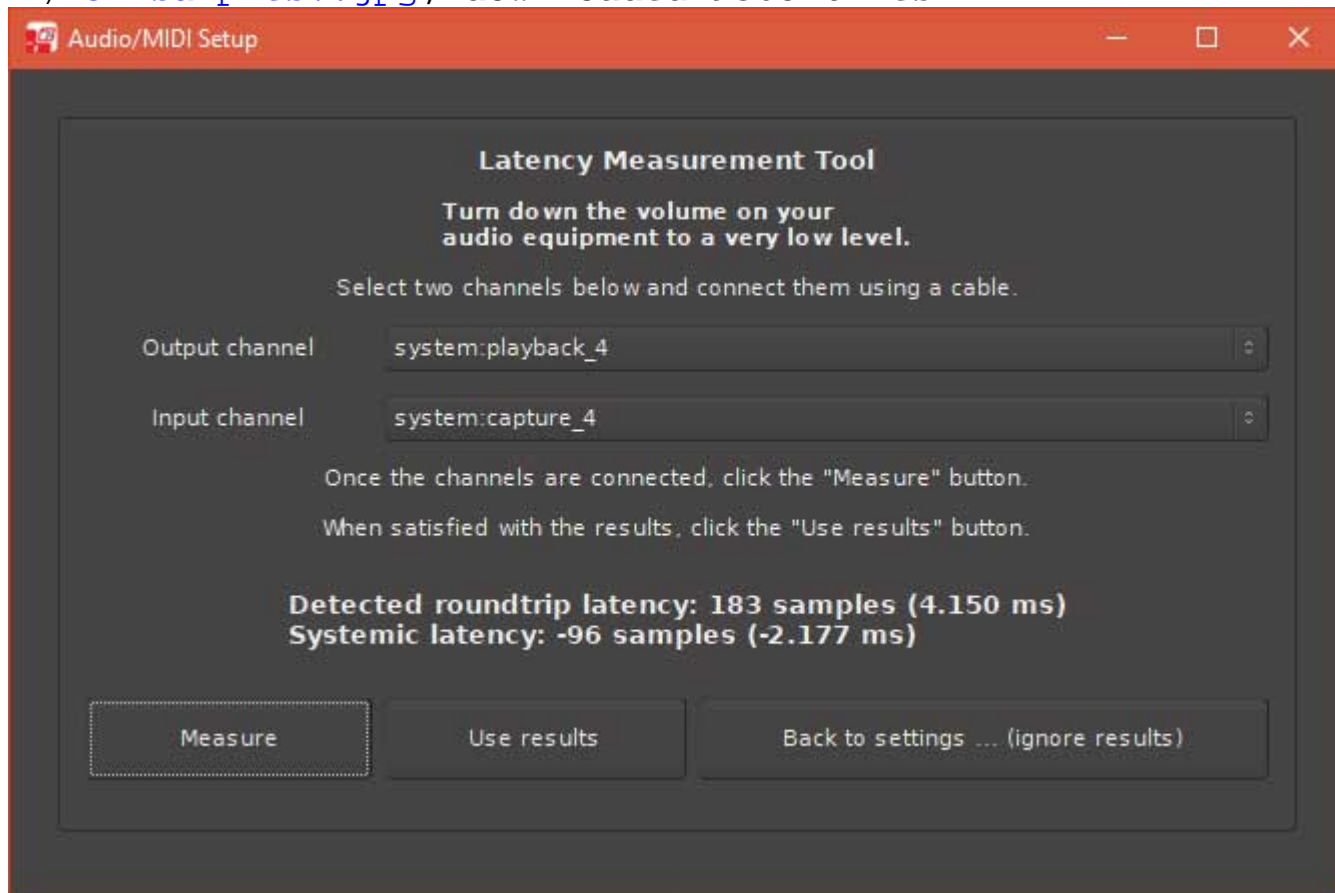 Audio/MIDI Setup
Latency Measurement Tool
Turn down the volume on your
audio equipment to a very low level.
Select two channels below and connect them using a cable.
Output channel system:playback_4
Input channel system:capture_4
Once the channels are connected, click the "Measure" button.
When satisfied with the results, click the "Use results" button.
Detected roundtrip latency: 183 samples (4.150 ms)
Systemic latency: -96 samples (-2.177 ms)
Measure Use results Back to settings ... (ignore results)